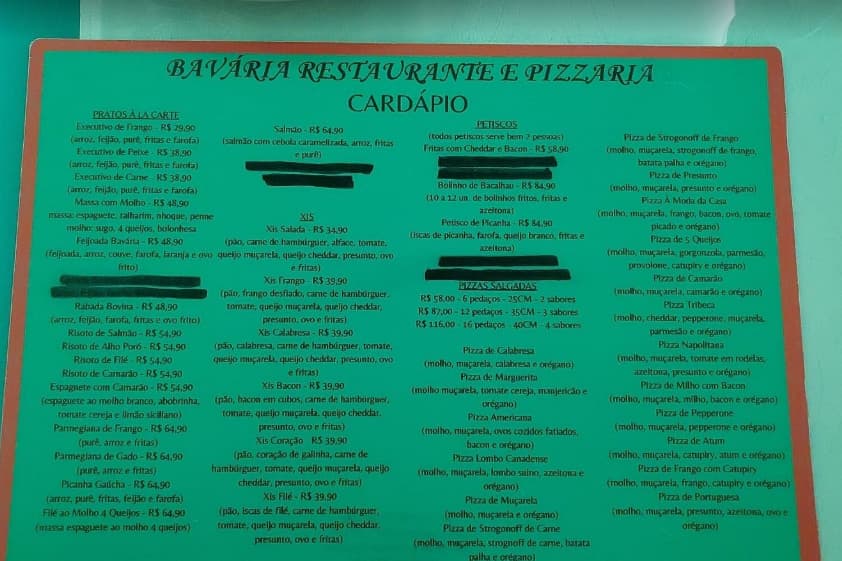 BAVÁRIA RESTAURANTE E PIZZARIA
CARDÁPIO
PRATOS À LA CARTE
Executivo de Frango - R$ 29,90
(arroz, feijão, purê, fritas e farofa)
Executivo de Peixe - R$ 38,90
(arroz, feijão, purê, fritas e farofa)
Executivo de Carne - R$ 38,90
(arroz, feijão, purê, fritas e farofa)
Massa com Molho - R$ 48,90
massa: espaguete, talharim, nhoque, penne
molho: sugo, 4 queijos, bolonhesa
Feijoada Bavária - R$ 48,90
(feijoada, arroz, couve, farofa, laranja e ovo
frito)
Rabada Bovina - R$ 48,90
(arroz, feijão, farofa, fritas e ovo frito)
Risoto de Salmão - R$ 54,90
Risoto de Alho Poró - R$ 54,90
Risoto de Filé - R$ 54,90
Risoto de Camarão - R$ 54,90
Espaguete com Camarão - R$ 54,90
(espaguete ao molho branco, abobrinha,
tomate cereja e limão siciliano)
Parmegiana de Frango - R$ 64,90
(purê, arroz e fritas)
Parmegiana de Gado - R$ 64,90
(purê, arroz e fritas)
Picanha Gaúcha - R$ 64,90
(arroz, purê, fritas, feijão e farofa)
Filé ao Molho 4 Queijos - R$ 64,90
(massa espaguete ao molho 4 queijos)
Salmão - R$ 64,90
(salmão com cebola caramelizada, arroz, fritas
e purê)
XIS
Xis Salada - R$ 34,90
(pão, carne de hambúrguer, alface, tomate,
queijo muçarela, queijo cheddar, presunto, ovo
e fritas)
Xis Frango - R$ 39,90
(pão, frango desfiado, carne de hambúrguer,
tomate, queijo muçarela, queijo cheddar,
presunto, ovo e fritas)
Xis Calabresa - R$ 39,90
(pão, calabresa, carne de hambúrguer, tomate,
queijo muçarela, queijo cheddar, presunto, ovo
e fritas)
Xis Bacon - R$ 39,90
(pão, bacon em cubos, carne de hambúrguer,
tomate, queijo muçarela, queijo cheddar,
presunto, ovo e fritas)
Xis Coração R$ 39,90
(pão, coração de galinha, carne de
hambúrguer, tomate, queijo muçarela, queijo
cheddar, presunto, ovo e fritas)
Xis Filé - R$ 39,90
(pão, iscas de filé, carne de hambúrguer,
tomate, queijo muçarela, queijo cheddar,
presunto, ovo e fritas)
PETISCOS
(todos petiscos serve bem 2 pessoas)
Fritas com Cheddar e Bacon - R$ 58,90
Bolinho de Bacalhau - R$ 84,90
(10 a 12 un. de bolinhos fritos, fritas e
azeitona)
Petisco de Picanha - R$ 84,90
(iscas de picanha, farofa, queijo branco, fritas e
azeitona)
PIZZAS SALGADAS
R$ 58,00 - 6 pedaços - 25CM - 2 sabores
R$ 87,00 - 12 pedaços - 35CM - 3 sabores
R$ 116,00 - 16 pedaços 40CM - 4 sabores
Pizza de Calabresa
(molho, muçarela, calabresa e orégano)
Pizza de Marguerita
(molho muçarela, tomate cereja, manjericão e
orégano)
Pizza Americana
(molho, muçarela, ovos cozidos fatiados,
bacon e orégano)
Pizza Lombo Canadense
(molho, muçarela, lombo suíno, azeitona e
orégano)
Pizza de Muçarela
(molho, muçarela e orégano)
Pizza de Strogonoff de Carne
(molho, muçarela, strognoff de carne, batata
palha e orégano)
Pizza de Strogonoff de Frango
(molho, muçarela, strogonoff de frango,
batata palha e orégano)
Pizza de Presunto
(molho, muçarela, presunto e orégano)
Pizza À Moda da Casa
(molho, muçarela, frango, bacon, ovo, tomate
picado e orégano)
Pizza de 5 Queijos
(molho, muçarela, gorgonzola, parmesão,
provolone, catupiry e orégano)
Pizza de Camarão
(molho, muçarela, camarão e orégano)
Pizza Tribeca
(molho, cheddar, pepperone, muçarela,
parmesão e orégano)
Pizza Napolitana
(molho, muçarela, tomate em rodelas,
azeitona, presunto e orégano)
Pizza de Milho com Bacon
(molho, muçarela, milho, bacon e orégano)
Pizza de Pepperone
(molho, muçarela, pepperone e orégano)
Pizza de Atum
(molho, muçarela, catupiry, atum e orégano)
Pizza de Frango com Catupiry
(molho, muçarela, frango, catupiry e orégano)
Pizza de Portuguesa
(molho, muçarela, presunto, azeitona, ovo e
orégano)